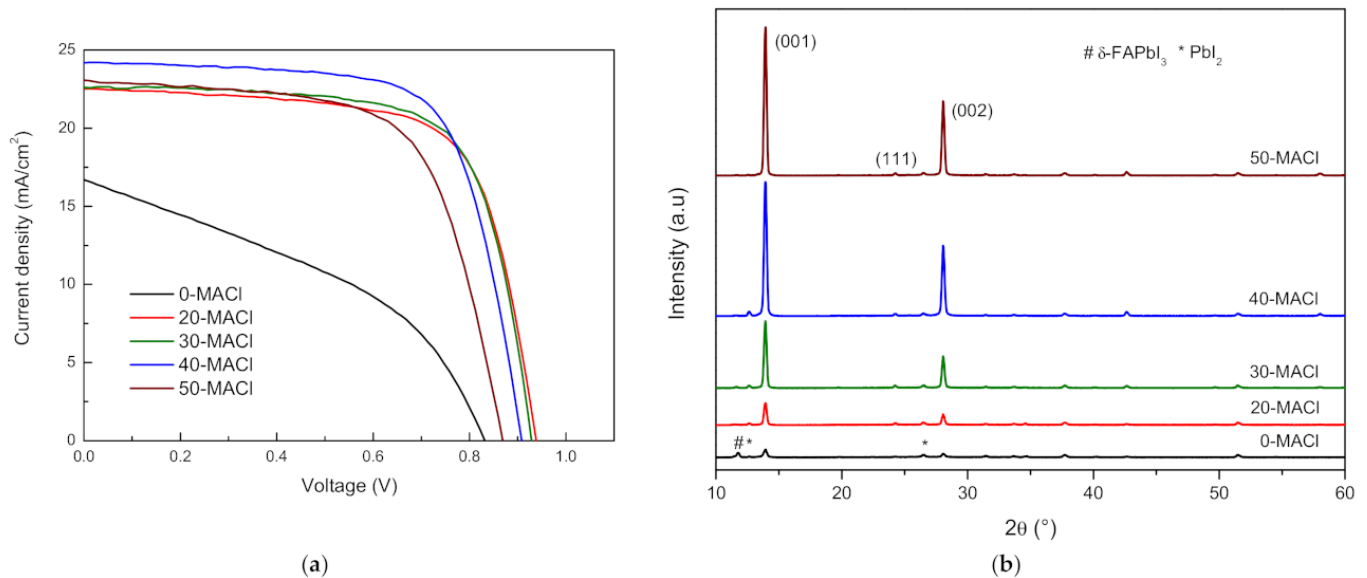 25
20
15
10
5
0
Current density (mA/cm²)
0-MACl
20-MACl
30-MACl
40-MACl
50-MACl
0.0 0.2 0.4 0.6 0.8 1.0
Voltage (V)
(a)
(001)
# δ-FAPbI₃ * PbI₂
(002)
(111)
50-MACl
40-MACl
30-MACl
20-MACl
0-MACl
# *
*
Intensity (a.u)
10 20 30 40 50 60
2θ (°)
(b)